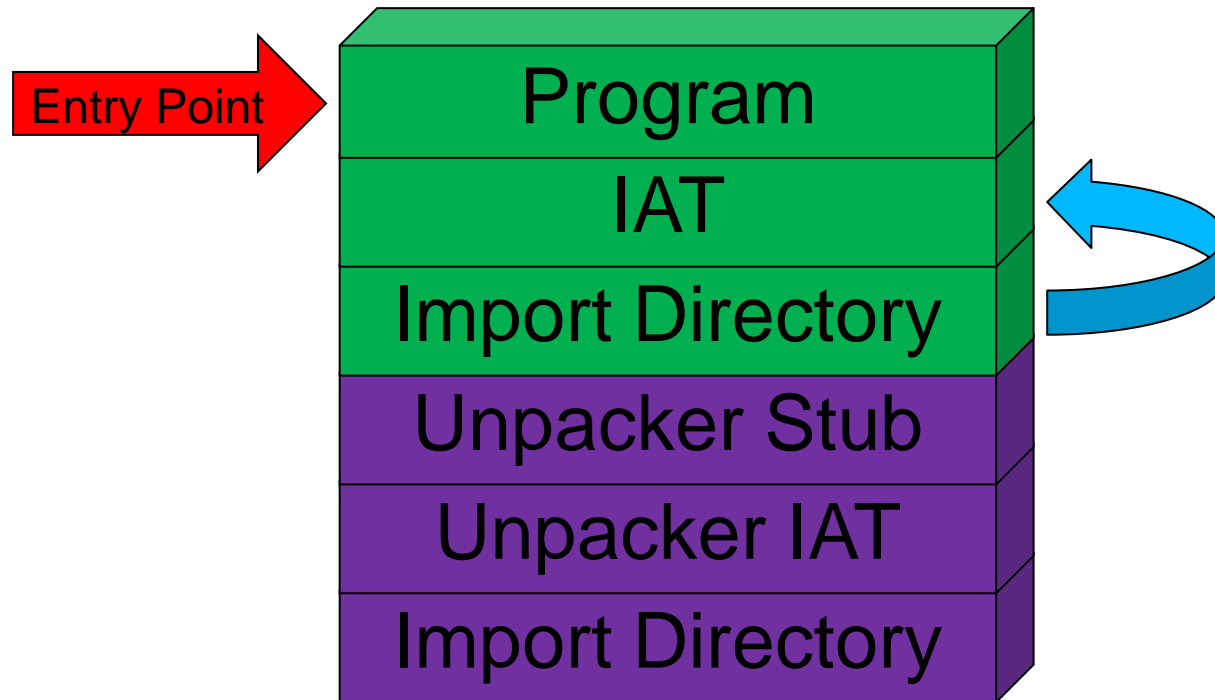 Program
Entry Point
IAT
Import Directory
Unpacker Stub
Unpacker IAT
Import Directory